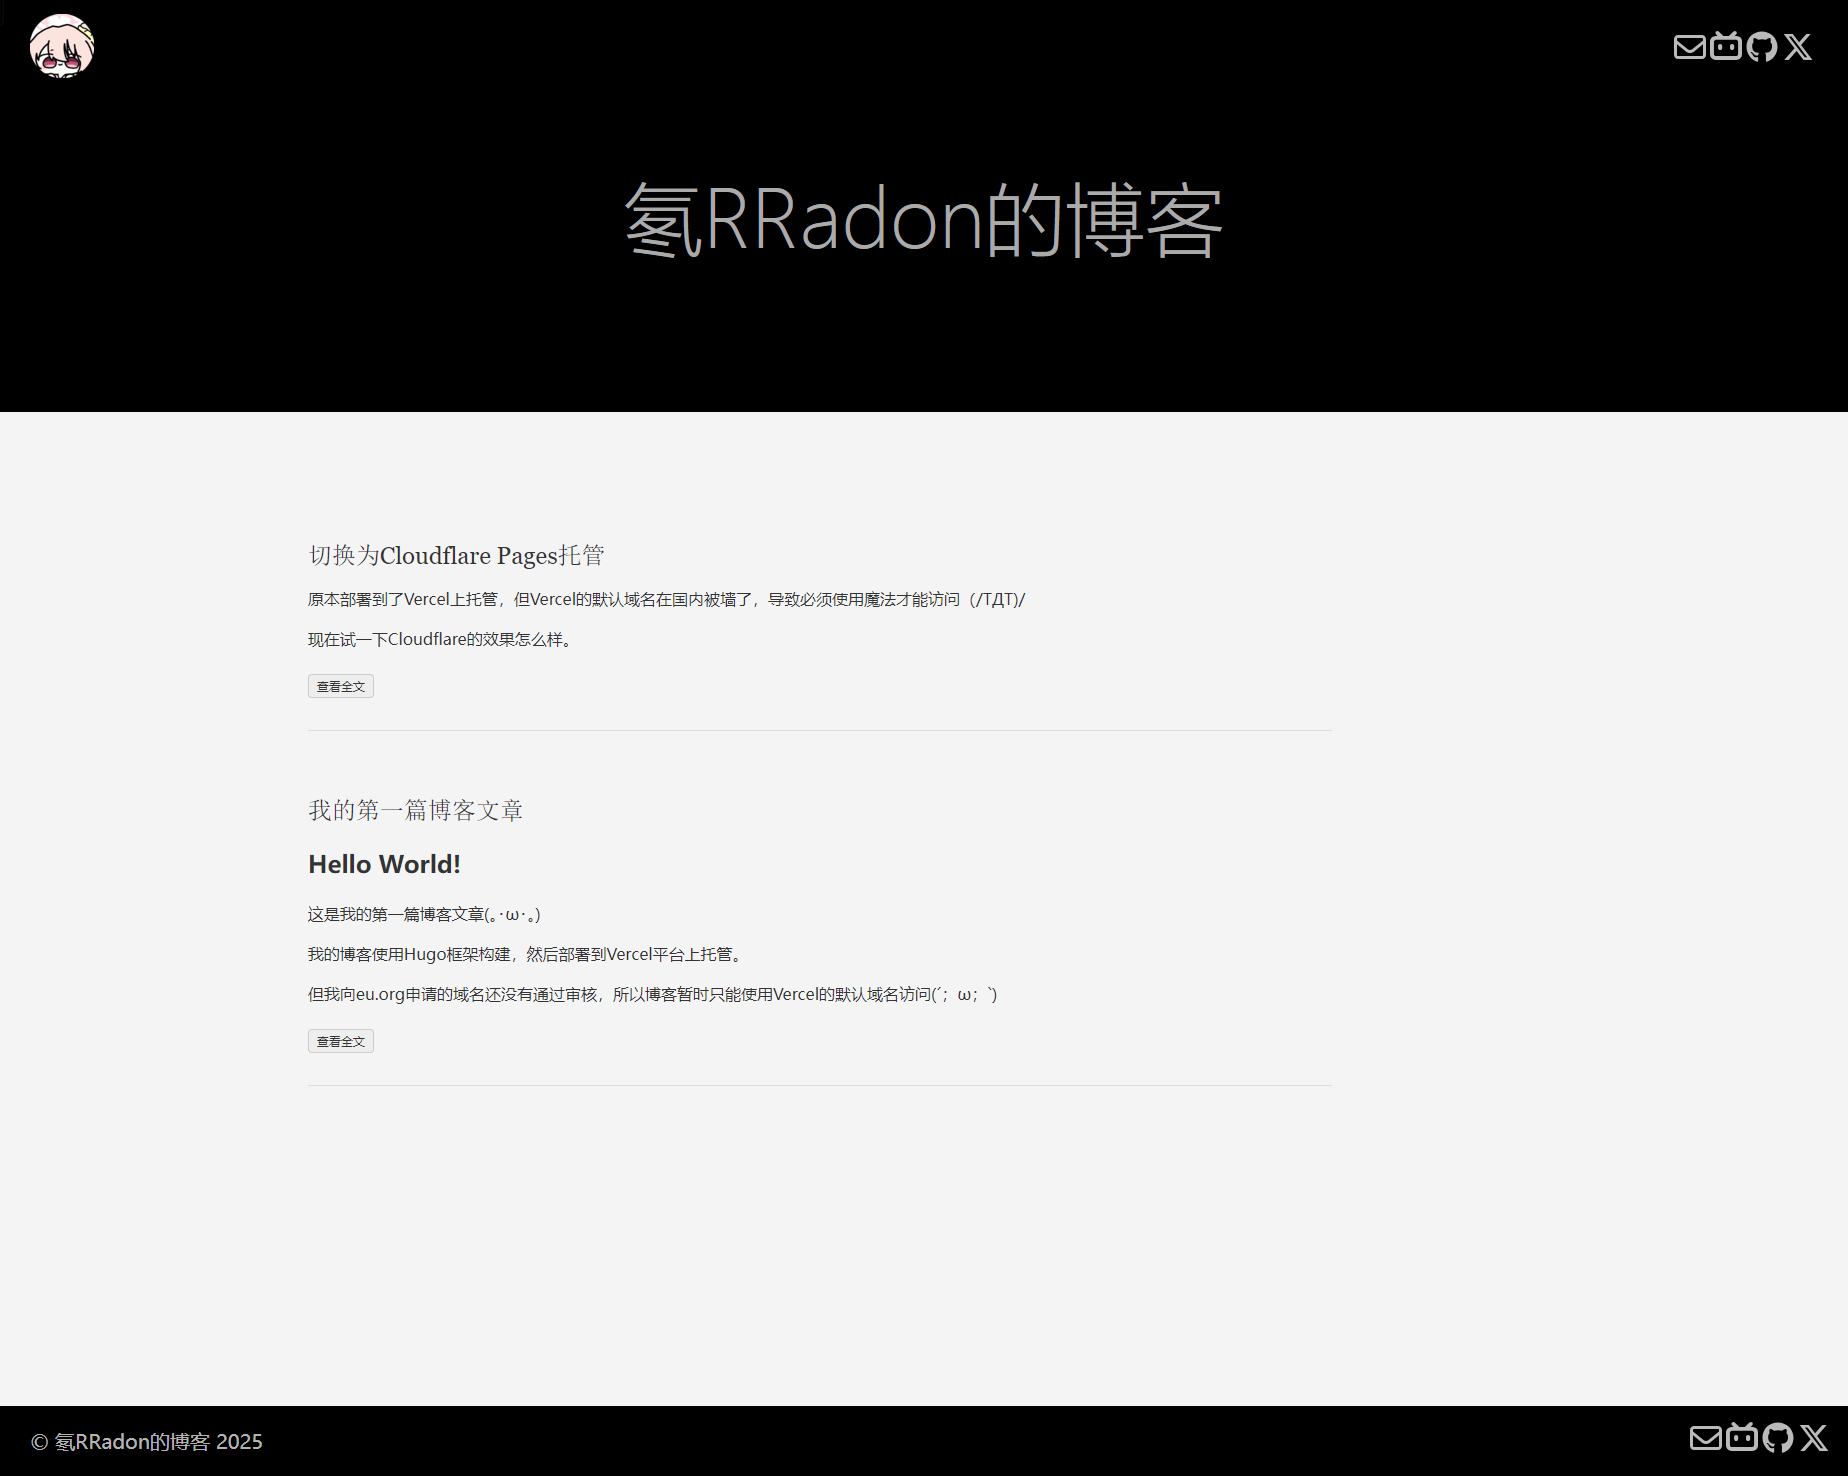 氡RRadon的博客
切换为Cloudflare Pages托管
原本部署到了Vercel上托管，但Vercel的默认域名在国内被墙了，导致必须使用魔法才能访问（/TДT)/
现在试一下Cloudflare的效果怎么样。
查看全文
我的第一篇博客文章
Hello World!
这是我的第一篇博客文章(｡･ω･｡)
我的博客使用Hugo框架构建，然后部署到Vercel平台上托管。
但我向eu.org申请的域名还没有通过审核，所以博客暂时只能使用Vercel的默认域名访问(´；ω；`)
查看全文
© 氡RRadon的博客 2025